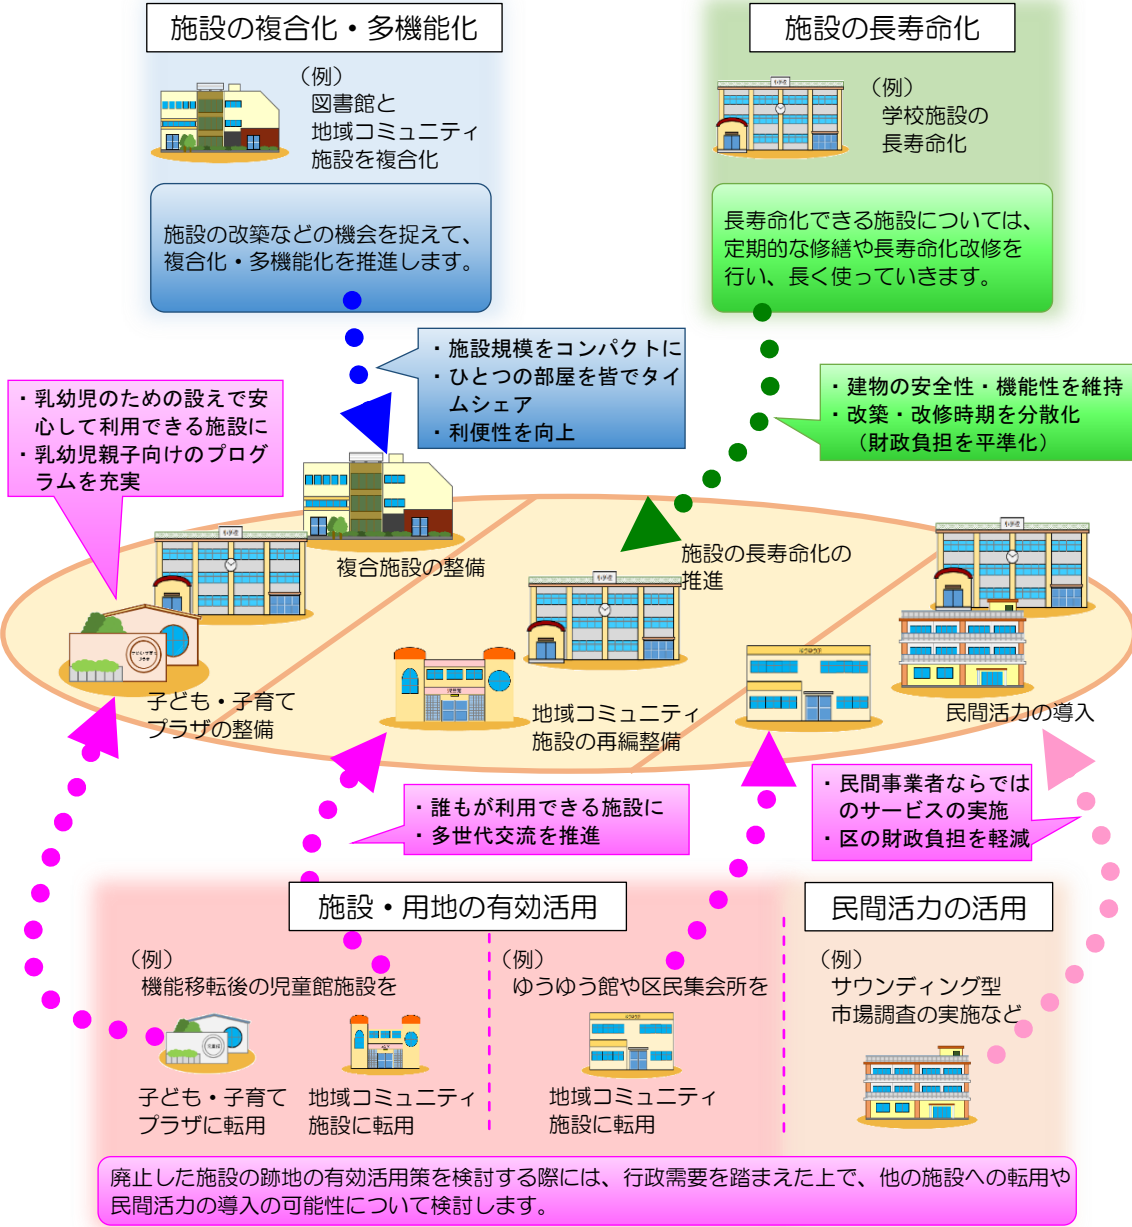 施設の複合化・多機能化
(例)
図書館と
地域コミュニティ
施設を複合化
施設の改築などの機会を捉えて、
複合化・多機能化を推進します。
施設の長寿命化
(例)
学校施設の
長寿命化
長寿命化できる施設については、
定期的な修繕や長寿命化改修を
行い、長く使っていきます。
・施設規模をコンパクトに
・ひとつの部屋を皆でタイ
ムシェア
・利便性を向上
・建物の安全性・機能性を維持
・改築・改修時期を分散化
(財政負担を平準化)
・乳幼児のための設えで安
心して利用できる施設に
・乳幼児親子向けのプログ
ラムを充実
複合施設の整備
施設の長寿命化の
推進
子ども・子育て
プラザの整備
地域コミュニティ
施設の再編整備
民間活力の導入
・誰もが利用できる施設に
・多世代交流を推進
・民間事業者ならでは
のサービスの実施
・区の財政負担を軽減
施設・用地の有効活用
(例)
機能移転後の児童館施設を
子ども・子育て
プラザに転用
地域コミュニティ
施設に転用
(例)
ゆうゆう館や区民集会所を
地域コミュニティ
施設に転用
民間活力の活用
(例)
サウンディング型
市場調査の実施など
廃止した施設の跡地の有効活用策を検討する際には、行政需要を踏まえた上で、他の施設への転用や
民間活力の導入の可能性について検討します。